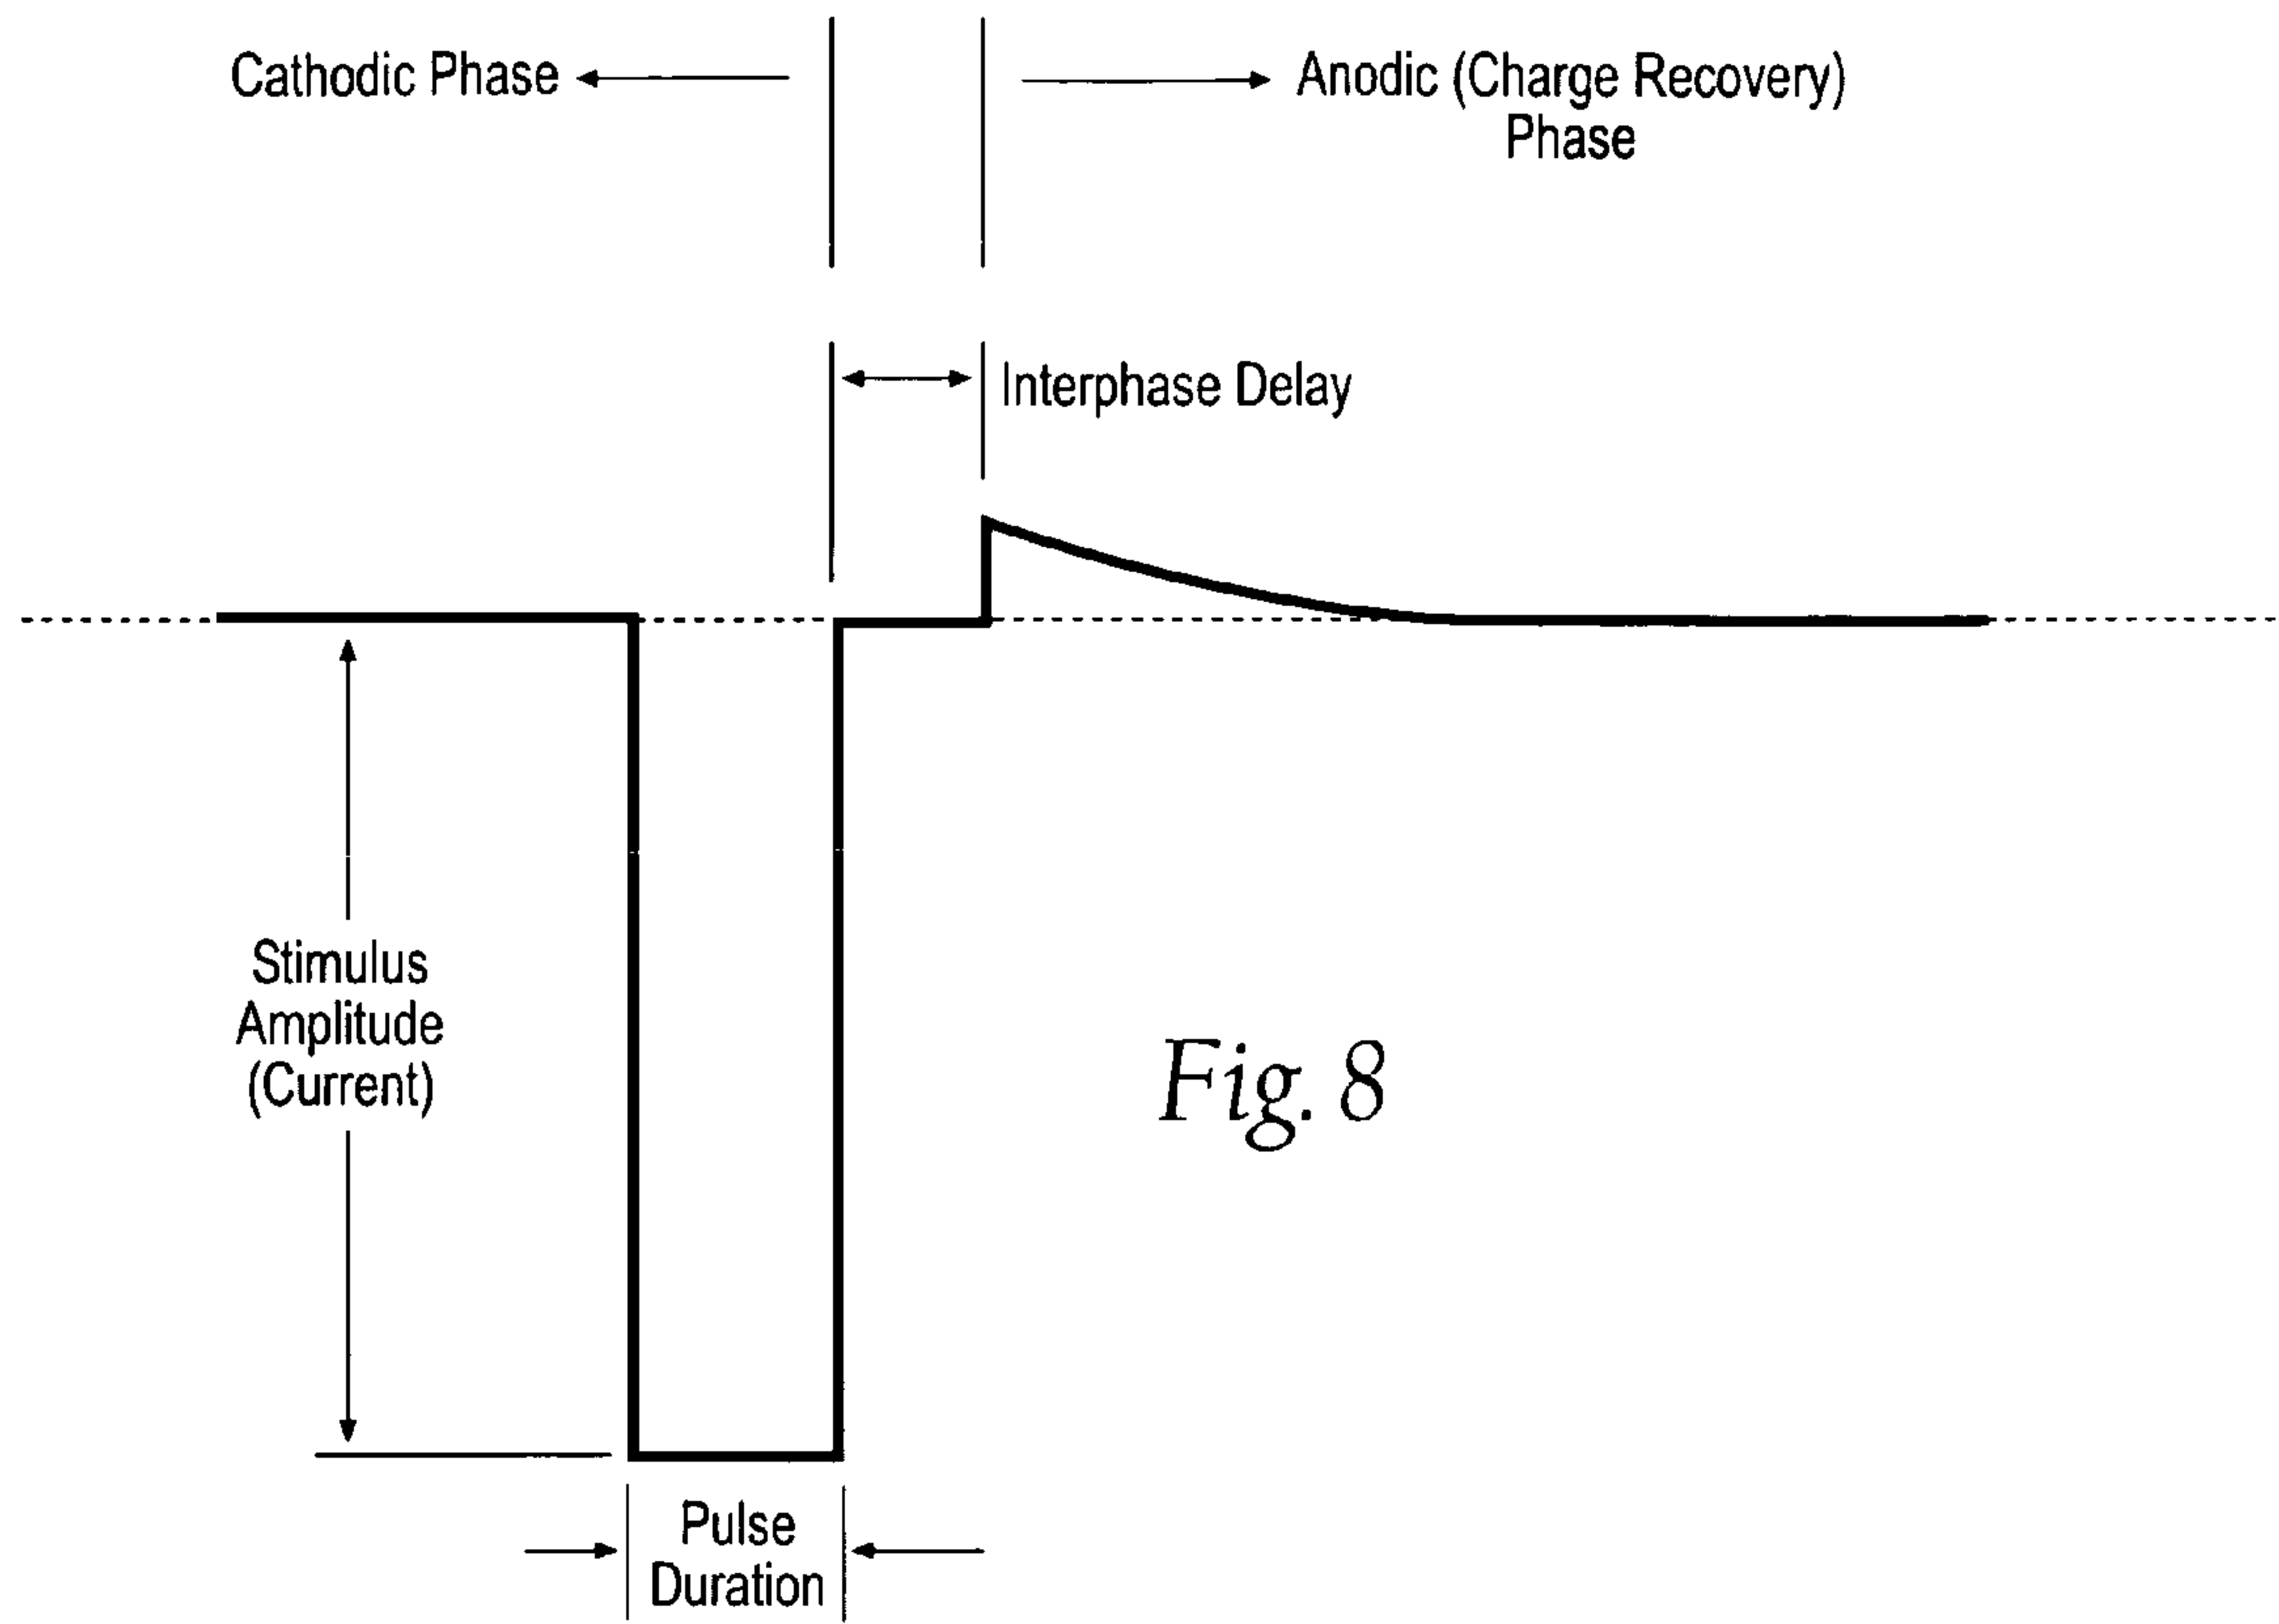 Cathodic Phase
Anodic (Charge Recovery)
Phase
Interphase Delay
Stimulus
Amplitude
(Current)
Fig. 8
Pulse
Duration